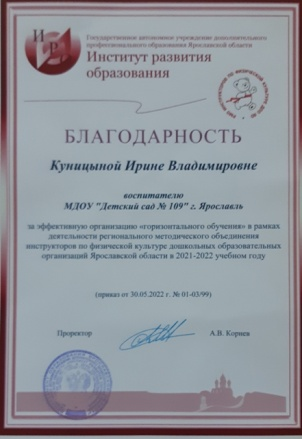 ИРО
Государственное автономное учреждение дополнительного
профессионального образования Ярославской области
Институт развития
образования
БЛАГОДАРНОСТЬ
Куницыной Ирине Владимировне
воспитателю
МДОУ "Детский сад № 109" г. Ярославль
за эффективную организацию «горизонтального обучения» в рамках
деятельности регионального методического объединения
инструкторов по физической культуре дошкольных образовательных
организаций Ярославской области в 2021-2022 учебном году
(приказ от 30.05.2022 г. № 01-03/99)
Проректор А.В. Корнев